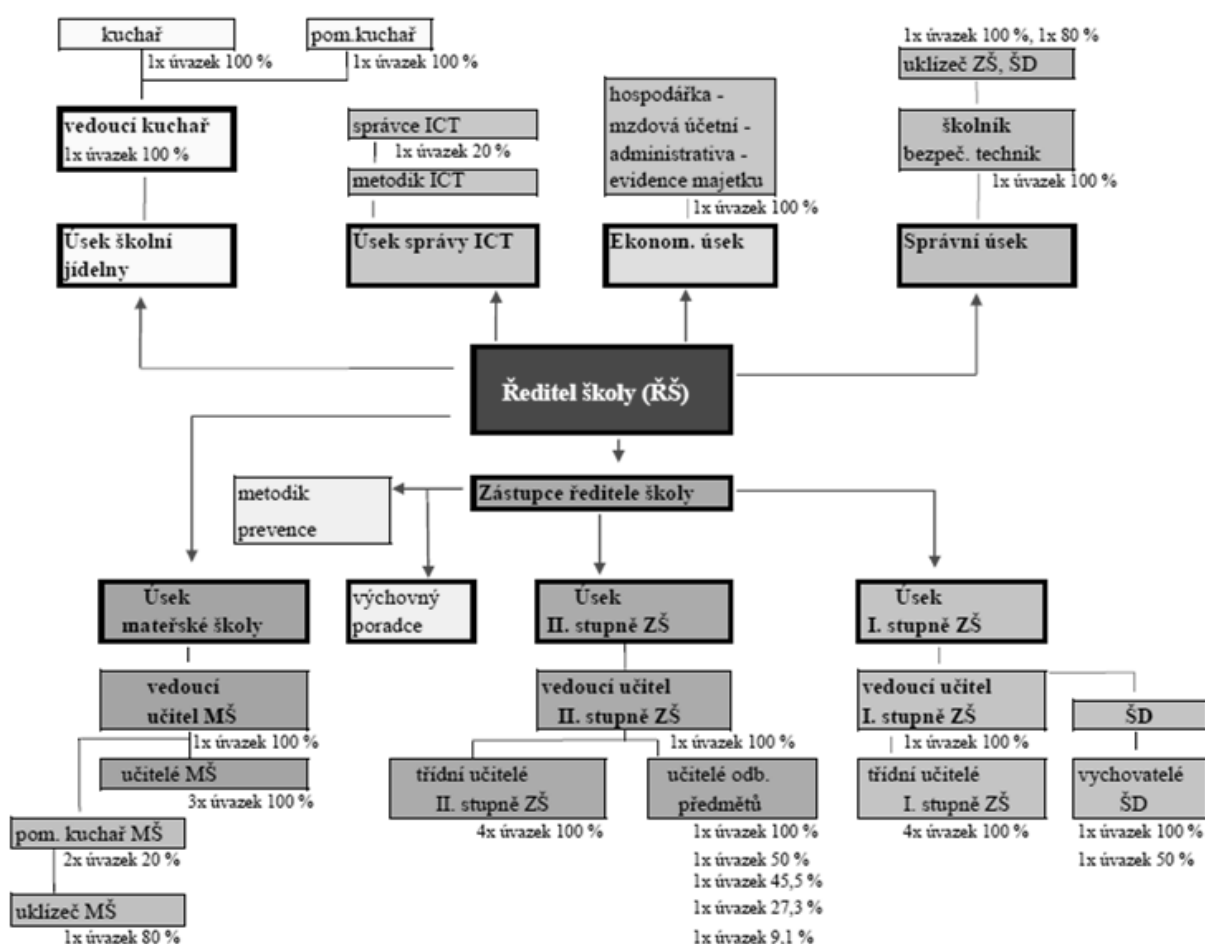 kuchař
1x úvazek 100 %
pom.kuchař
1x úvazek 100 %
vedoucí kuchař
1x úvazek 100 %
Úsek školní
jídelny
správce ICT
1x úvazek 20 %
metodik ICT
Úsek správy ICT
hospodářka -
mzdová účetní -
administrativa -
evidence majetku
1x úvazek 100 %
Ekonom. úsek
1x úvazek 100 %, 1x 80 %
uklízeč ZŠ, ŠD
školník
bezpeč. technik
1x úvazek 100 %
Správní úsek
Ředitel školy (ŘŠ)
Zástupce ředitele školy
metodik
prevence
výchovný
poradce
Úsek
mateřské školy
vedoucí
učitel MŠ
1x úvazek 100 %
učitelé MŠ
3x úvazek 100 %
pom. kuchař MŠ
2x úvazek 20 %
uklízeč MŠ
1x úvazek 80 %
Úsek
II. stupně ZŠ
vedoucí učitel
II. stupně ZŠ
1x úvazek 100 %
třídní učitelé
II. stupně ZŠ
4x úvazek 100 %
učitelé odb.
předmětů
1x úvazek 100 %
1x úvazek 50 %
1x úvazek 45,5 %
1x úvazek 27,3 %
1x úvazek 9,1 %
Úsek
I. stupně ZŠ
vedoucí učitel
I. stupně ZŠ
1x úvazek 100 %
třídní učitelé
I. stupně ZŠ
4x úvazek 100 %
ŠD
vychovatelé
ŠD
1x úvazek 100 %
1x úvazek 50 %